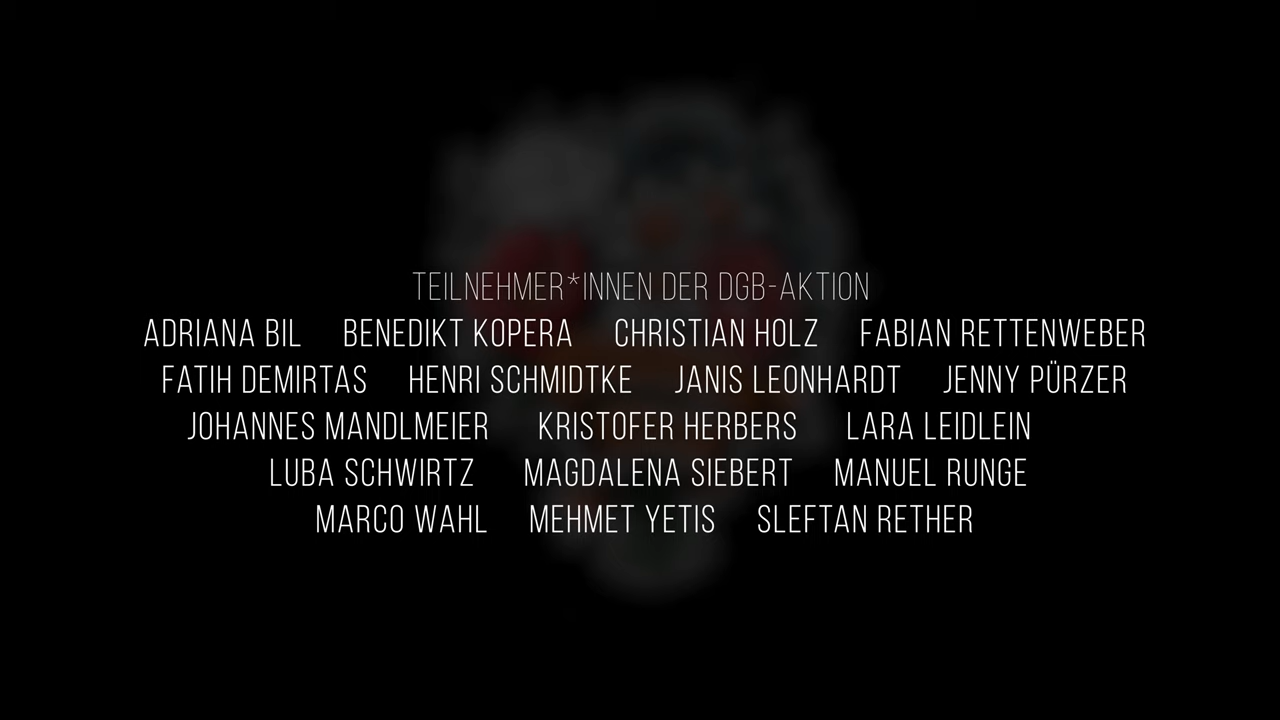 TEILNEHMER*INNEN DER DGB-AKTION
ADRIANA BIL BENEDIKT KOPERA CHRISTIAN HOLZ FABIAN RETTENWEBER
FATIH DEMIRTAS HENRI SCHMIDTKE JANIS LEONHARDT JENNY PÜRZER
JOHANNES MANDLMEIER KRISTOFER HERBERS LARA LEIDLEIN
LUBA SCHWIRTZ MAGDALENA SIEBERT MANUEL RUNGE
MARCO WAHL MEHMET YETIS SLEFTAN RETHER